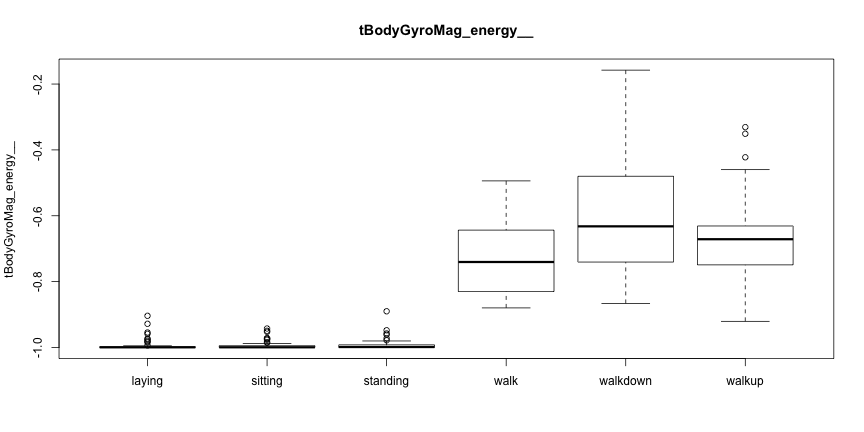 tBodyGyroMag_energy__
tBodyGyroMag_energy__
-0.2
-0.4
-0.6
-0.8
-1.0
laying sitting standing walk walkdown walkup